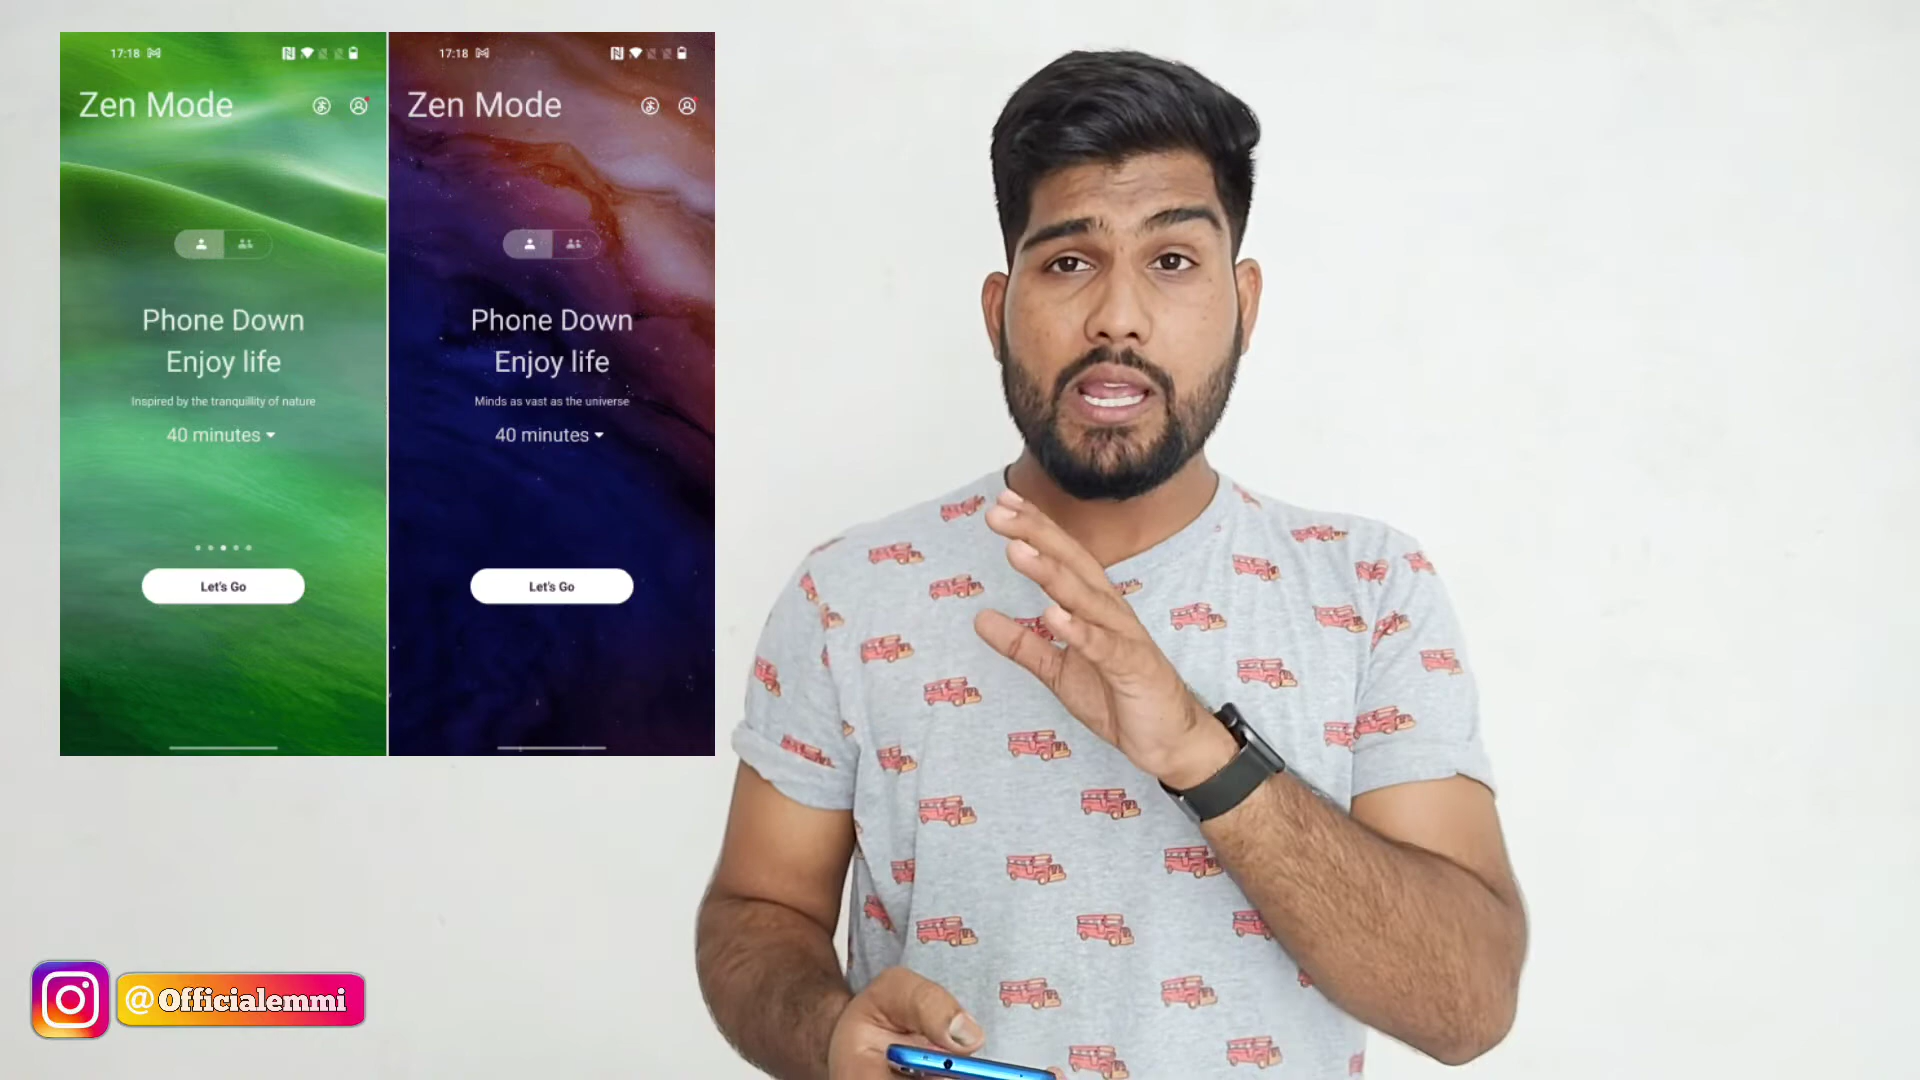 17:18
Zen Mode
Phone Down
Enjoy life
Inspired by the tranquillity of nature
40 minutes
Let's Go
17:18
Zen Mode
Phone Down
Enjoy life
Minds as vast as the universe
40 minutes
Let's Go
@Officialemmi